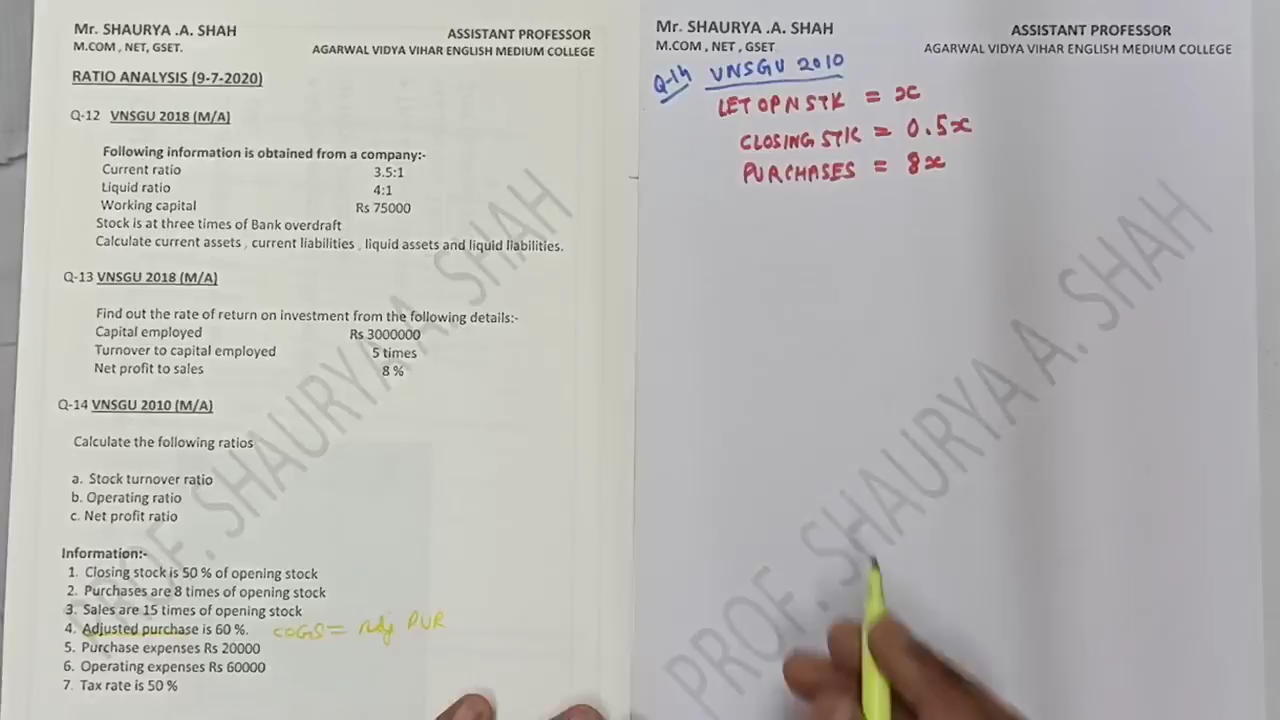 Mr. SHAURYA .A. SHAH
ASSISTANT PROFESSOR
M.COM , NET, GSET.
AGARWAL VIDYA VIHAR ENGLISH MEDIUM COLLEGE
RATIO ANALYSIS (9-7-2020)
Q-12 VNSGU 2018 (M/A)
Following information is obtained from a company:-
Current ratio 3.5:1
Liquid ratio 4:1
Working capital Rs 75000
Stock is at three times of Bank overdraft
Calculate current assets , current liabilities , liquid assets and liquid liabilities.
Q-13 VNSGU 2018 (M/A)
Find out the rate of return on investment from the following details:-
Capital employed Rs 3000000
Turnover to capital employed 5 times
Net profit to sales 8 %
Q-14 VNSGU 2010 (M/A)
Calculate the following ratios
a. Stock turnover ratio
b. Operating ratio
c. Net profit ratio
Information:-
1. Closing stock is 50 % of opening stock
2. Purchases are 8 times of opening stock
3. Sales are 15 times of opening stock
4. Adjusted purchase is 60 %. COGS = Adj PUR
5. Purchase expenses Rs 20000
6. Operating expenses Rs 60000
7. Tax rate is 50 %
PROF. SHAURYA A. SHAH
Mr. SHAURYA .A. SHAH
ASSISTANT PROFESSOR
M.COM , NET , GSET
AGARWAL VIDYA VIHAR ENGLISH MEDIUM COLLEGE
Q-14 VNSGU 2010
LET OPN STK = x
CLOSING STK = 0.5x
PURCHASES = 8x
PROF. SHAURYA A. SHAH